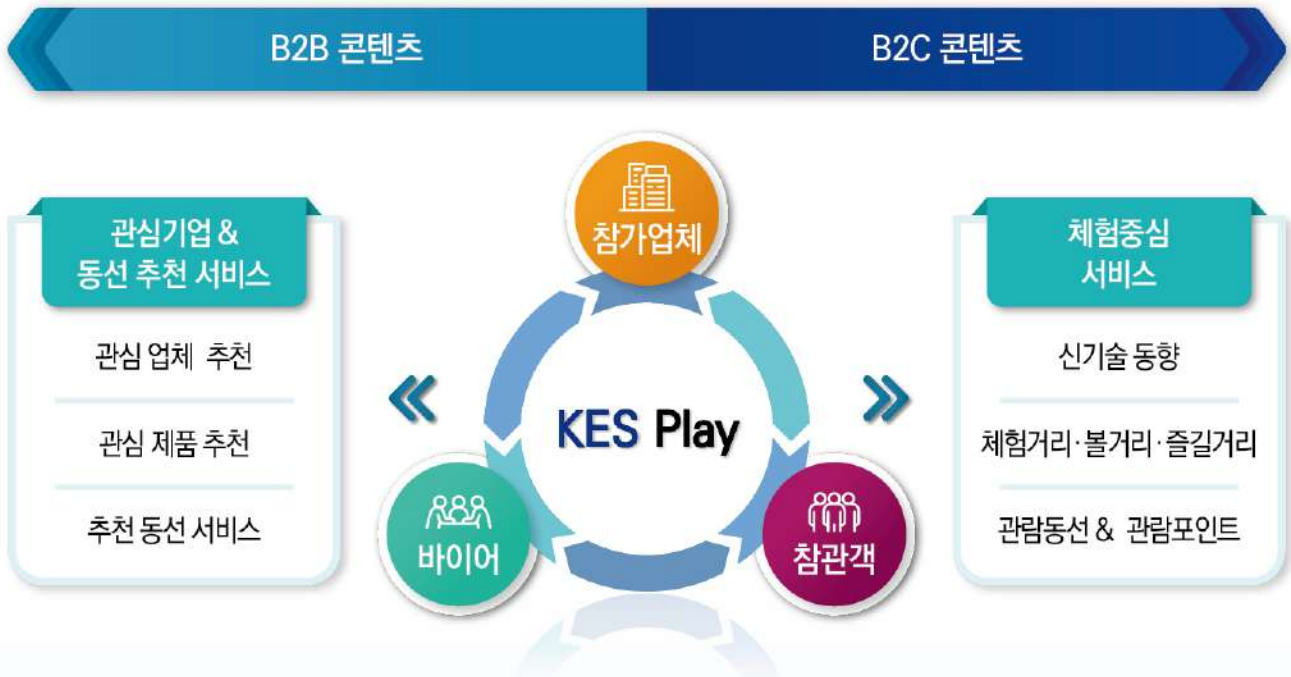 B2B 콘텐츠
B2C 콘텐츠
관심기업 &
동선 추천 서비스
관심 업체 추천
관심 제품 추천
추천 동선 서비스
참가업체
KES Play
바이어
참관객
체험중심
서비스
신기술 동향
체험거리·볼거리·즐길거리
관람동선 & 관람포인트